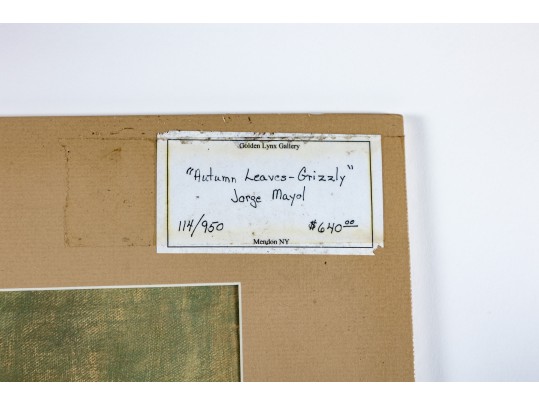 Golden Lynx Gallery
"Autumn Leaves-Grizzly"
Jorge Mayol
114/950 $640.00
Mendon NY